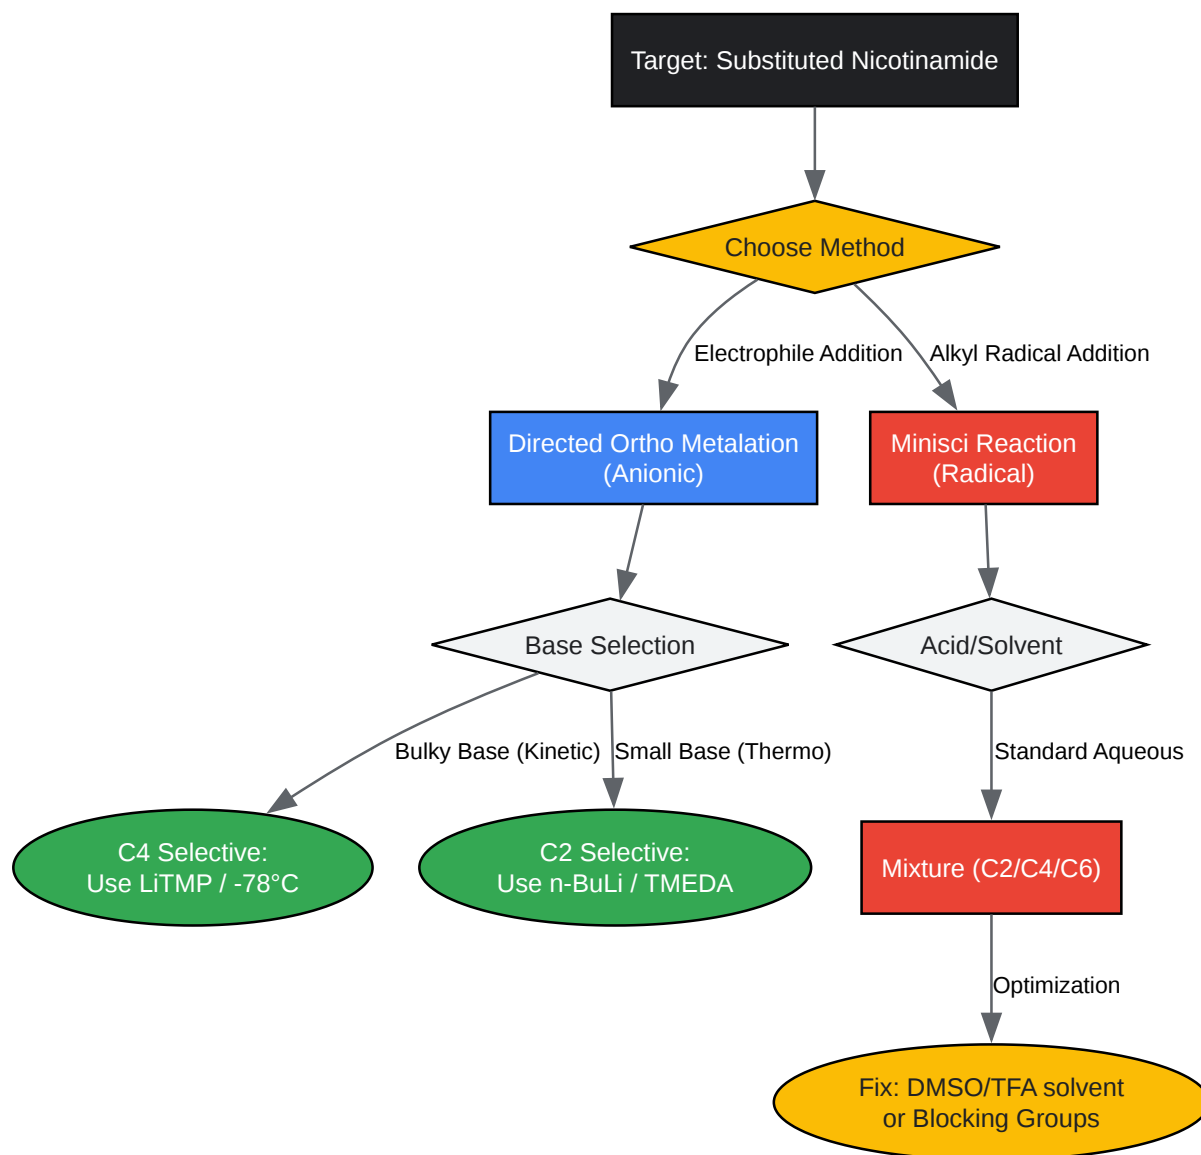 Target: Substituted Nicotinamide
Choose Method
Electrophile Addition
Alkyl Radical Addition
Directed Ortho Metalation
(Anionic)
Minisci Reaction
(Radical)
Base Selection
Acid/Solvent
Bulky Base (Kinetic)
Small Base (Thermo)
Standard Aqueous
C4 Selective:
Use LiTMP / -78°C
C2 Selective:
Use n-BuLi / TMEDA
Mixture (C2/C4/C6)
Optimization
Fix: DMSO/TFA solvent
or Blocking Groups